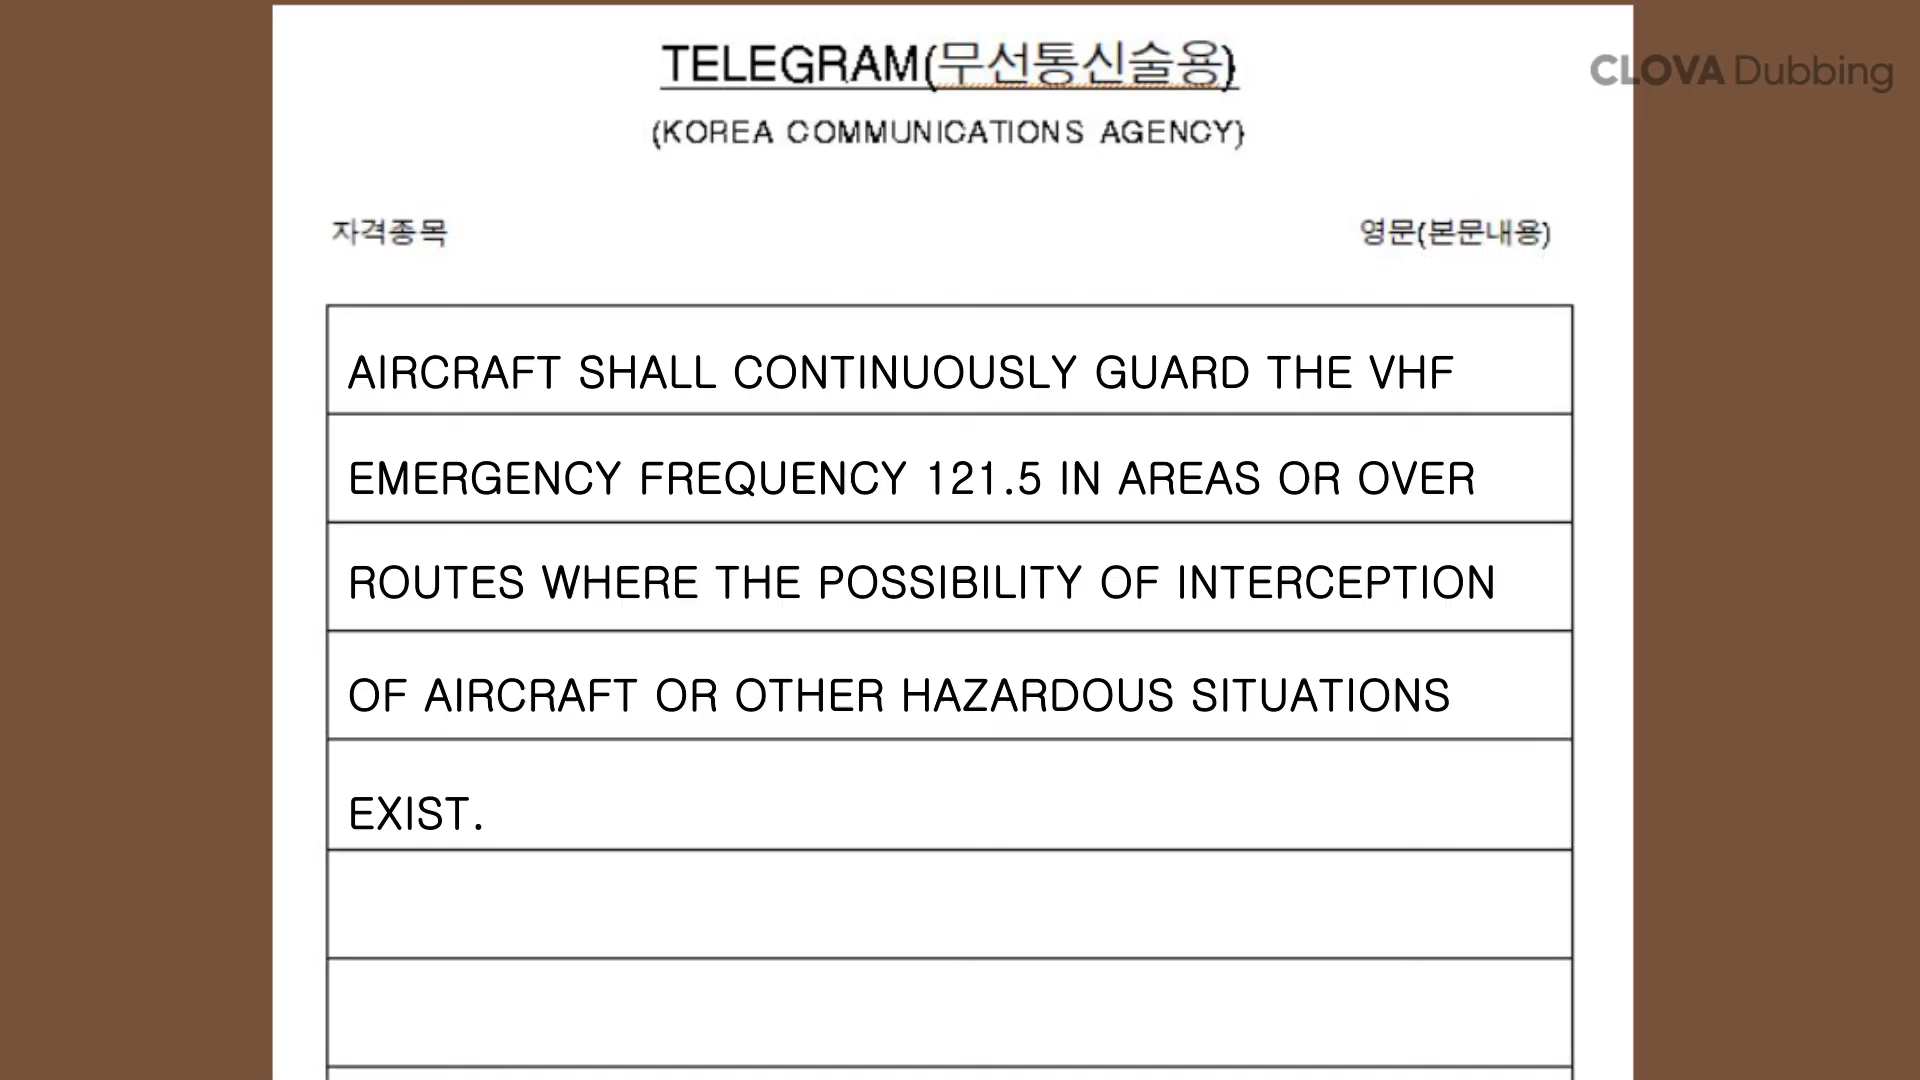 TELEGRAM(무선통신술용)
CLOVA Dubbing
(KOREA COMMUNICATIONS AGENCY)
자격종목
영문(본문내용)
AIRCRAFT SHALL CONTINUOUSLY GUARD THE VHF
EMERGENCY FREQUENCY 121.5 IN AREAS OR OVER
ROUTES WHERE THE POSSIBILITY OF INTERCEPTION
OF AIRCRAFT OR OTHER HAZARDOUS SITUATIONS
EXIST.